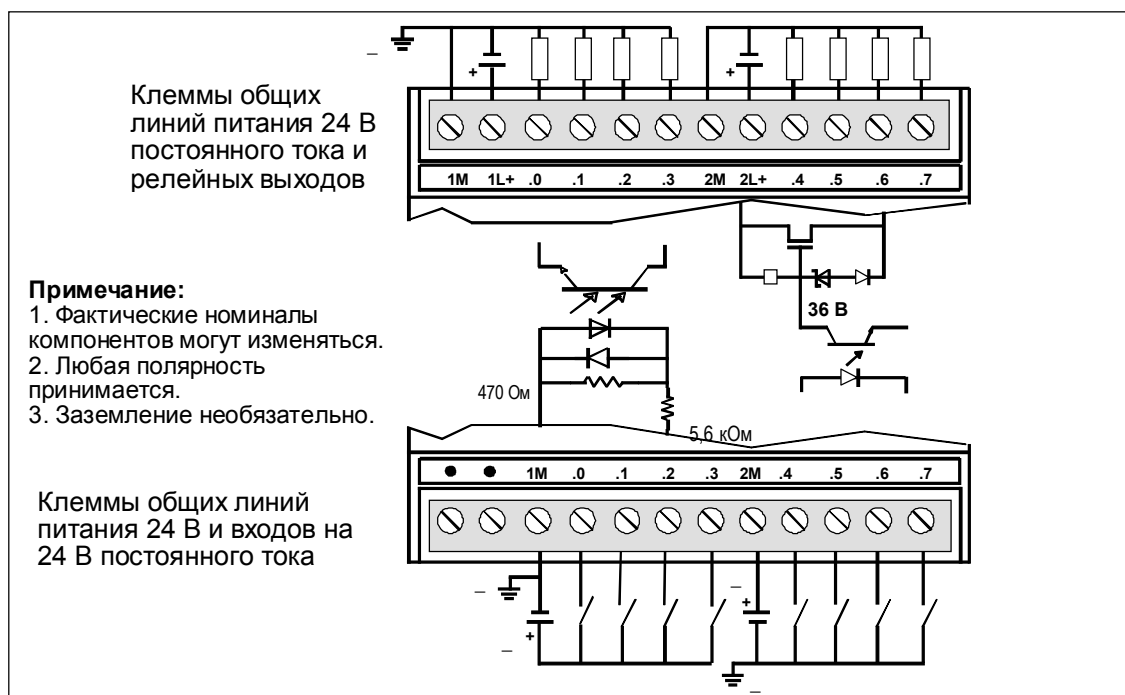 Клеммы общих
линий питания 24 В
постоянного тока и
релейных выходов
1M 1L+ .0 .1 .2 .3 2M 2L+ .4 .5 .6 .7
Примечание:
1. Фактические номиналы
компонентов могут изменяться.
2. Любая полярность
принимается.
3. Заземление необязательно.
36 В
470 Ом
5,6 кОм
1M .0 .1 .2 .3 2M .4 .5 .6 .7
Клеммы общих линий
питания 24 В и входов на
24 В постоянного тока